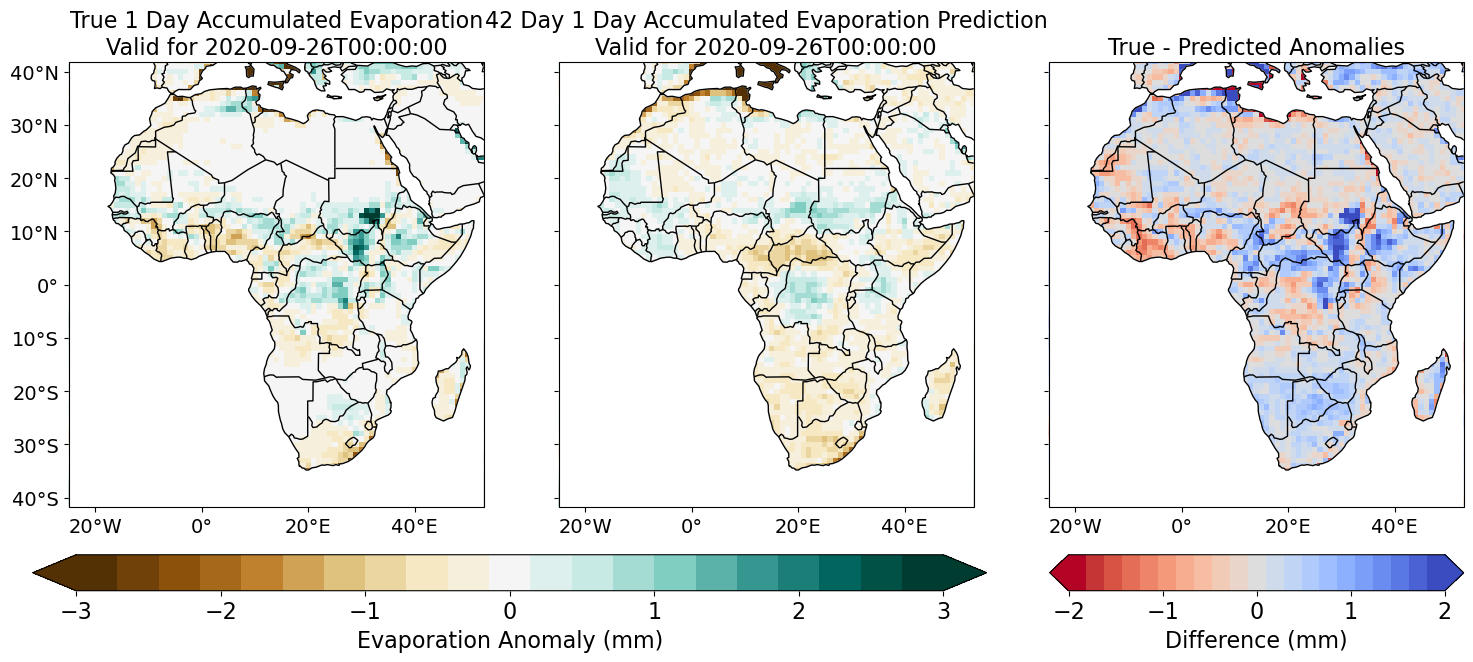 True 1 Day Accumulated Evaporation
Valid for 2020-09-26T00:00:00
42 Day 1 Day Accumulated Evaporation Prediction
Valid for 2020-09-26T00:00:00
True - Predicted Anomalies
40°N
30°N
20°N
10°N
0°
10°S
20°S
30°S
40°S
20°W 0° 20°E 40°E
20°W 0° 20°E 40°E
20°W 0° 20°E 40°E
−3 −2 −1 0 1 2 3
Evaporation Anomaly (mm)
−2 −1 0 1 2
Difference (mm)